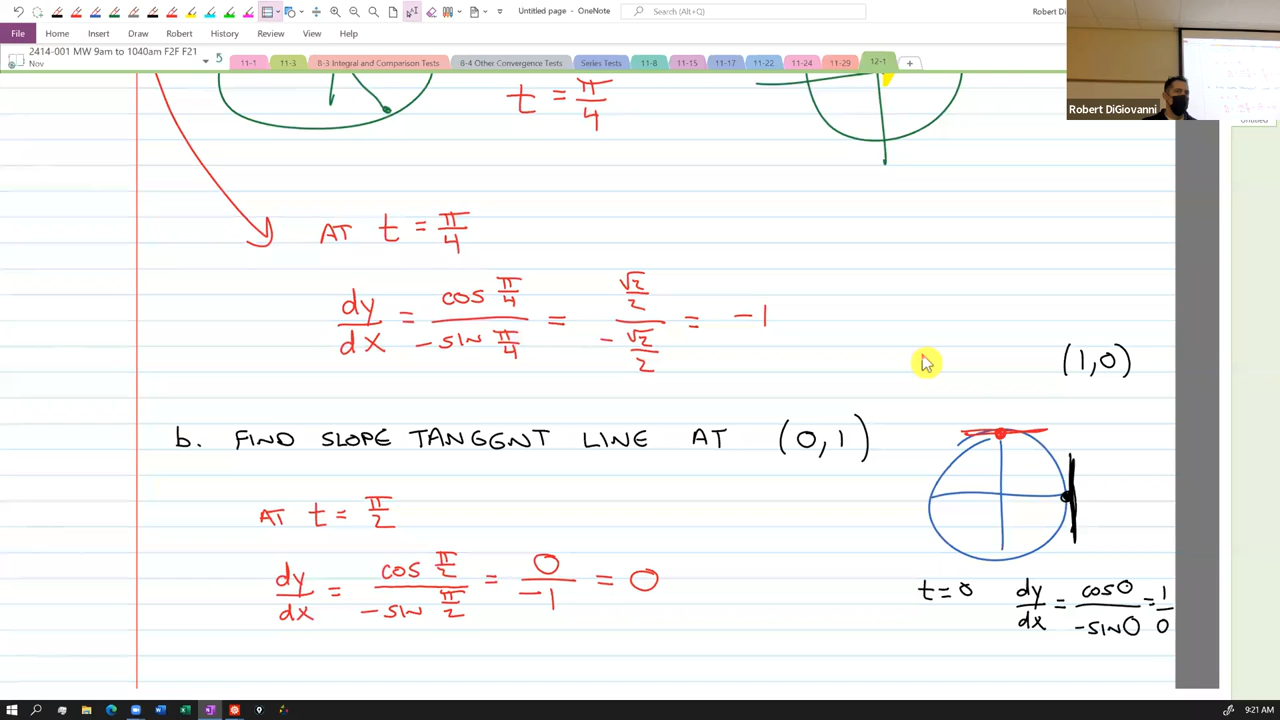 Untitled page - OneNote
Search (Alt+Q)
Robert Di
File Home Insert Draw Robert History Review View Help
2414-001 MW 9am to 1040am F2F F21
Nov
11-1 11-3 8-3 Integral and Comparison Tests 8-4 Other Convergence Tests Series Tests 11-8 11-15 11-17 11-22 11-24 11-29 12-1
Robert DiGiovanni
Untitled
t = π/4
AT t = π/4
dy/dx = cos π/4 / -sin π/4 = √2/2 / -√2/2 = -1
(1,0)
b. FIND SLOPE TANGENT LINE AT (0,1)
AT t = π/2
dy/dx = cos π/2 / -sin π/2 = 0/-1 = 0
t = 0 dy/dx = cos0/-sin0 = 1/0
9:21 AM